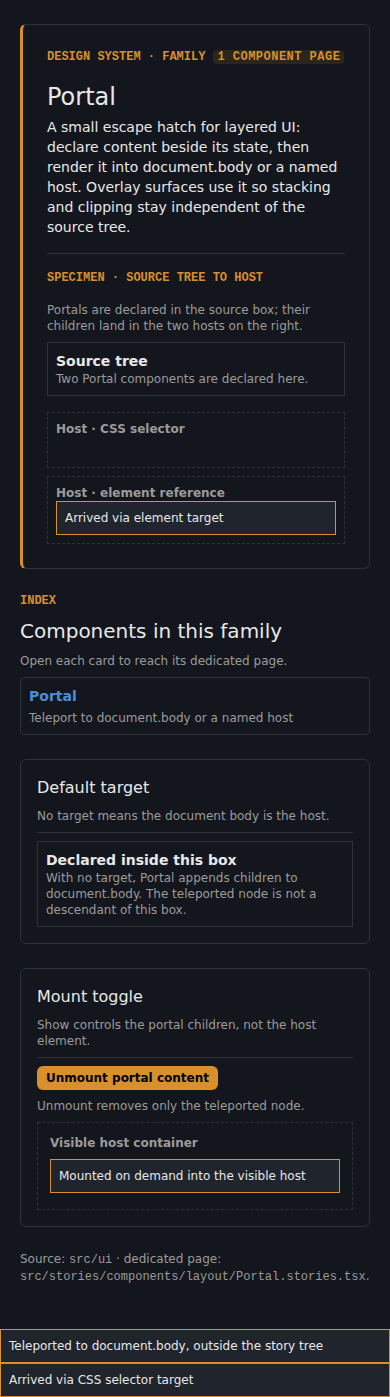 DESIGN SYSTEM · FAMILY 1 COMPONENT PAGE
Portal
A small escape hatch for layered UI:
declare content beside its state, then
render it into document.body or a named
host. Overlay surfaces use it so stacking
and clipping stay independent of the
source tree.
SPECIMEN · SOURCE TREE TO HOST
Portals are declared in the source box; their
children land in the two hosts on the right.
Source tree
Two Portal components are declared here.
Host · CSS selector
Host · element reference
Arrived via element target
INDEX
Components in this family
Open each card to reach its dedicated page.
Portal
Teleport to document.body or a named host
Default target
No target means the document body is the host.
Declared inside this box
With no target, Portal appends children to
document.body. The teleported node is not a
descendant of this box.
Mount toggle
Show controls the portal children, not the host
element.
Unmount portal content
Unmount removes only the teleported node.
Visible host container
Mounted on demand into the visible host
Source: src/ui · dedicated page:
src/stories/components/layout/Portal.stories.tsx.
Teleported to document.body, outside the story tree
Arrived via CSS selector target